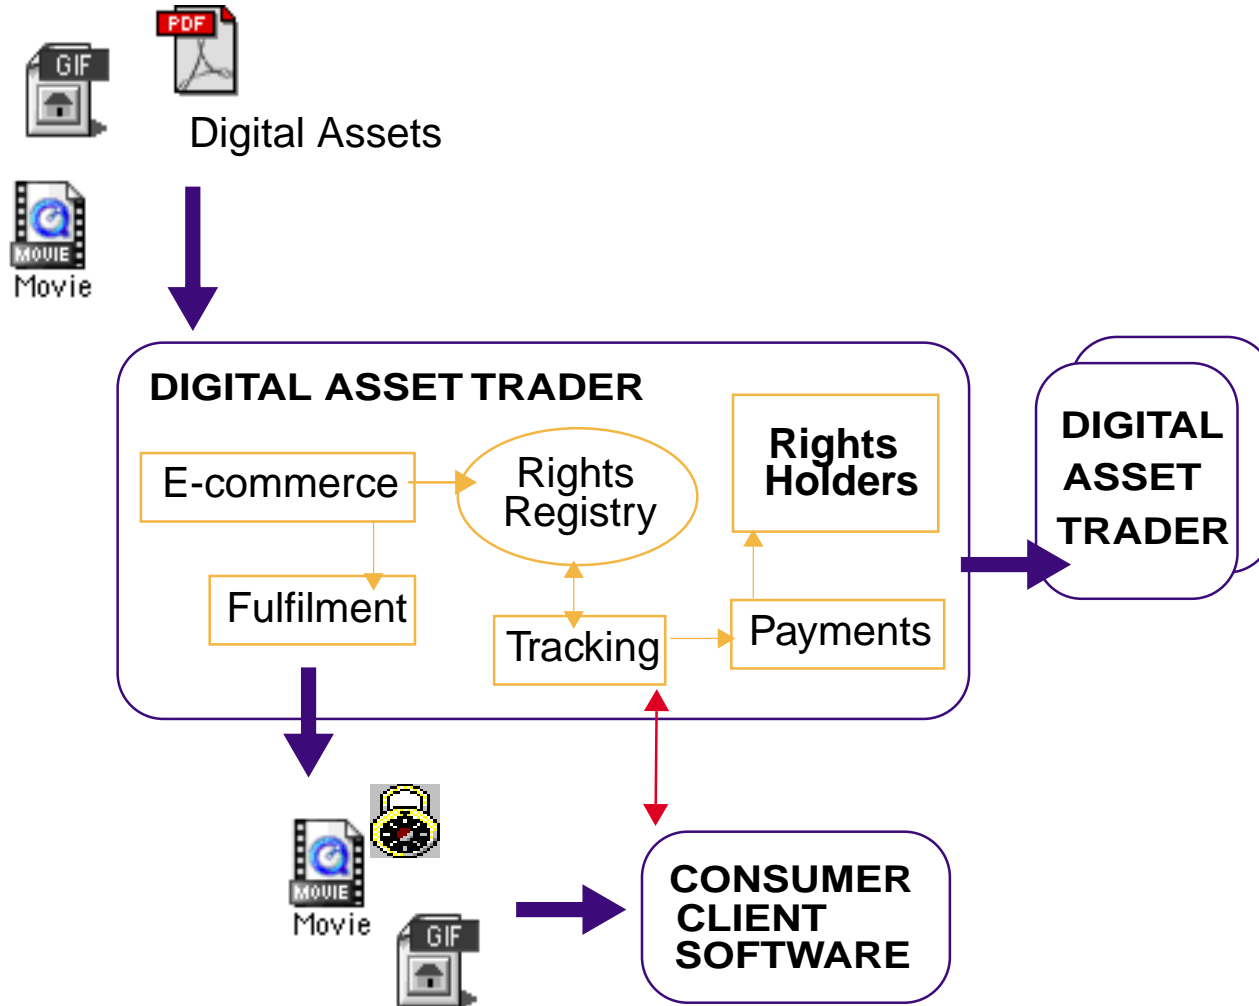 PDF
GIF
Digital Assets
MOVIE
Movie
DIGITAL ASSET TRADER
E-commerce
Rights
Registry
Rights
Holders
Fulfilment
Tracking
Payments
DIGITAL
ASSET
TRADER
MOVIE
Movie
GIF
CONSUMER
CLIENT
SOFTWARE